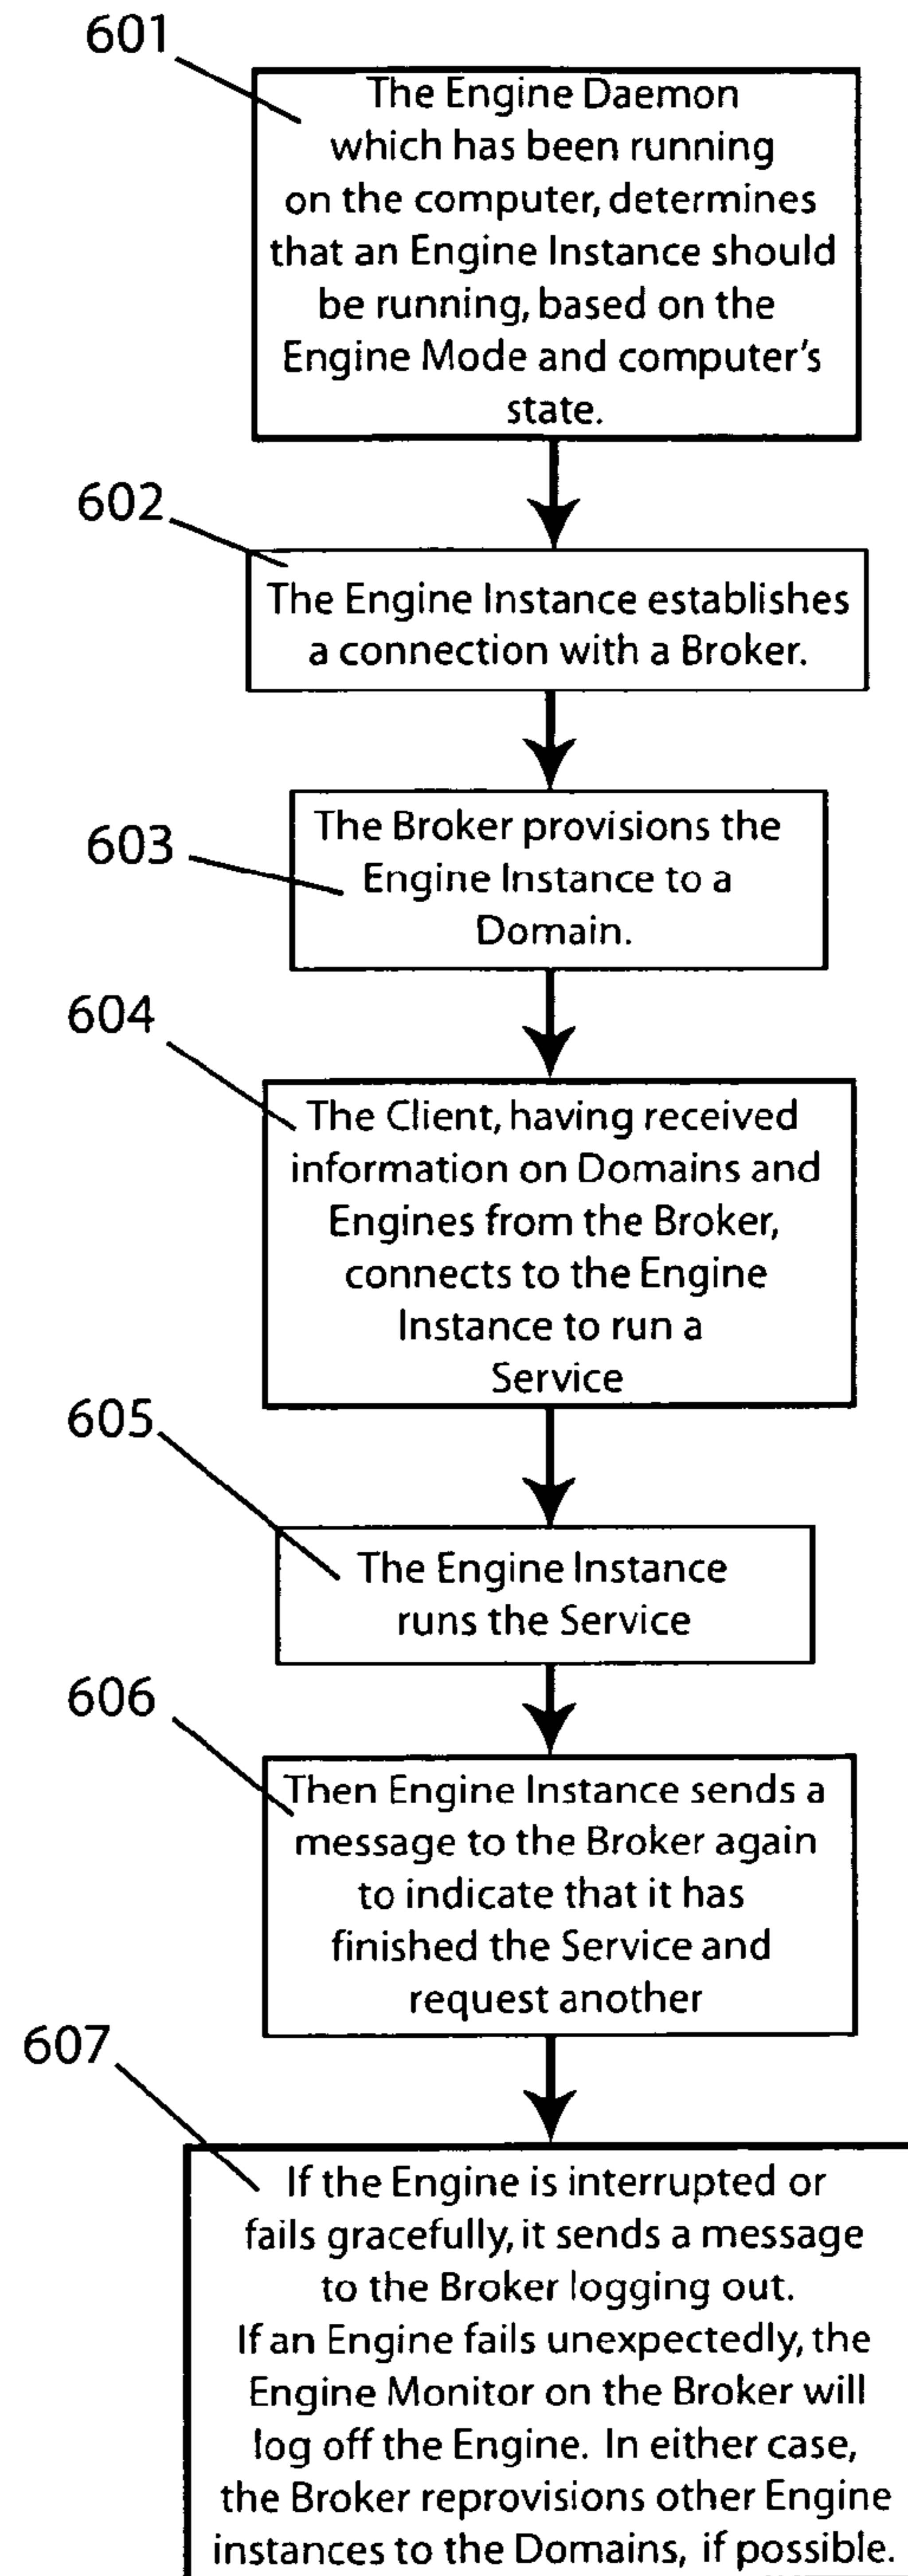 601
The Engine Daemon
which has been running
on the computer, determines
that an Engine Instance should
be running, based on the
Engine Mode and computer's
state.
602
The Engine Instance establishes
a connection with a Broker.
603
The Broker provisions the
Engine Instance to a
Domain.
604
The Client, having received
information on Domains and
Engines from the Broker,
connects to the Engine
Instance to run a
Service
605
The Engine Instance
runs the Service
606
Then Engine Instance sends a
message to the Broker again
to indicate that it has
finished the Service and
request another
607
If the Engine is interrupted or
fails gracefully, it sends a message
to the Broker logging out.
If an Engine fails unexpectedly, the
Engine Monitor on the Broker will
log off the Engine. In either case,
the Broker reprovisions other Engine
instances to the Domains, if possible.